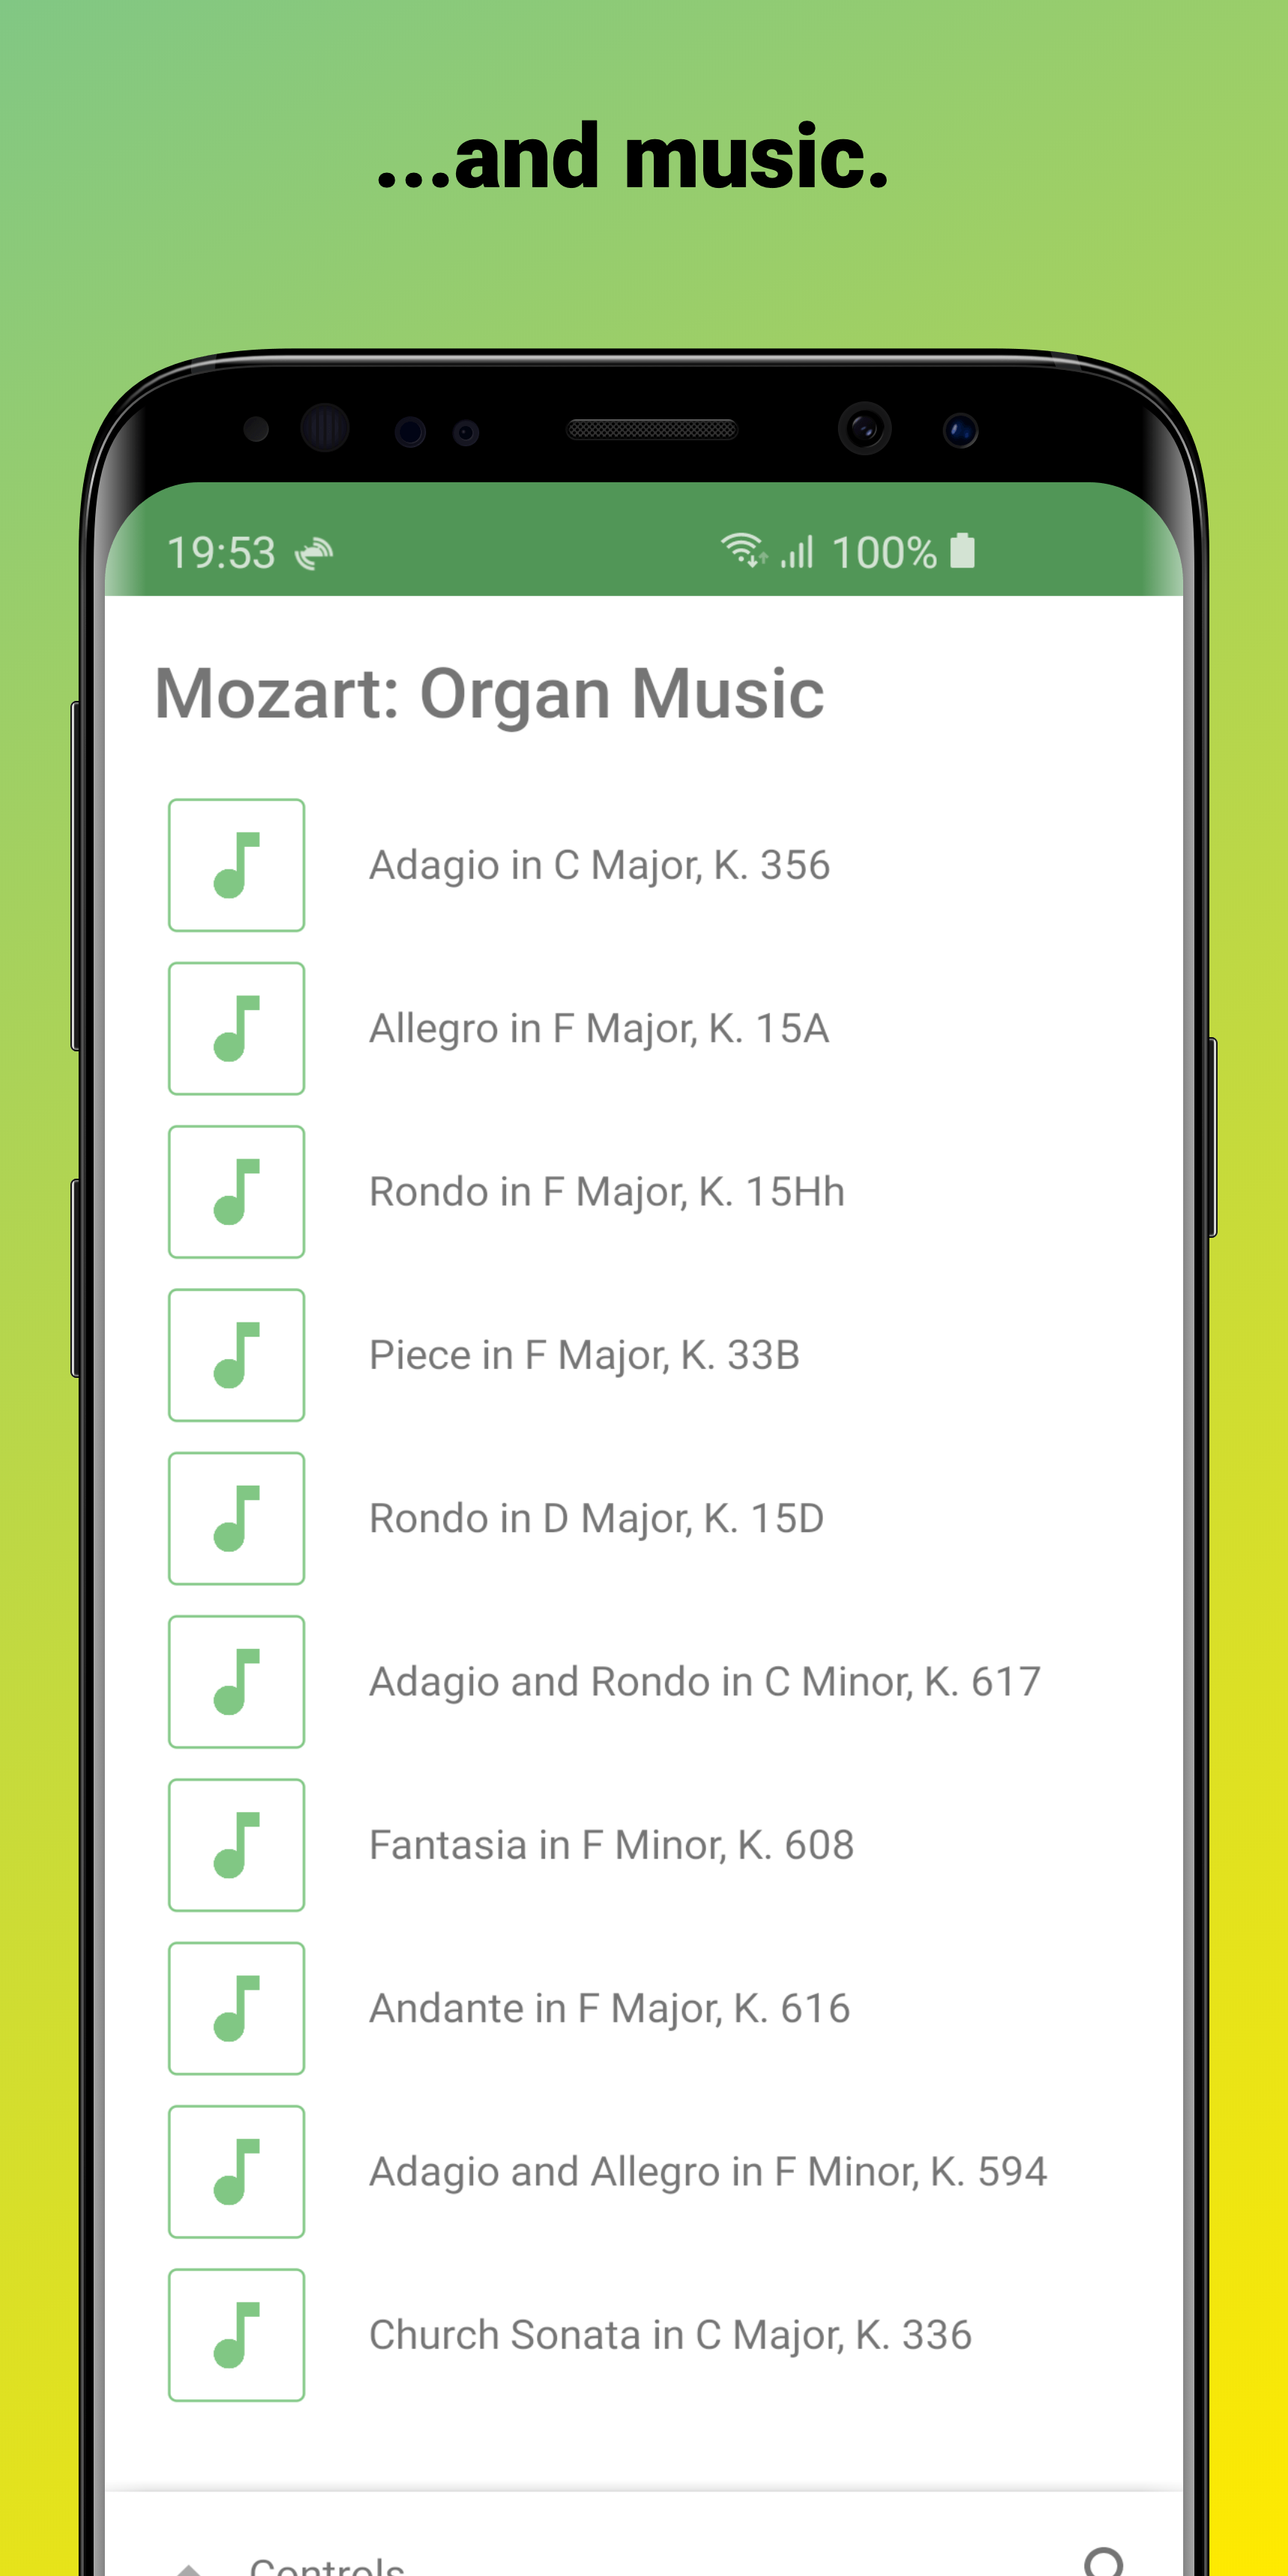 ...and music.
19:53
100%
Mozart: Organ Music
Adagio in C Major, K. 356
Allegro in F Major, K. 15A
Rondo in F Major, K. 15Hh
Piece in F Major, K. 33B
Rondo in D Major, K. 15D
Adagio and Rondo in C Minor, K. 617
Fantasia in F Minor, K. 608
Andante in F Major, K. 616
Adagio and Allegro in F Minor, K. 594
Church Sonata in C Major, K. 336
Controls